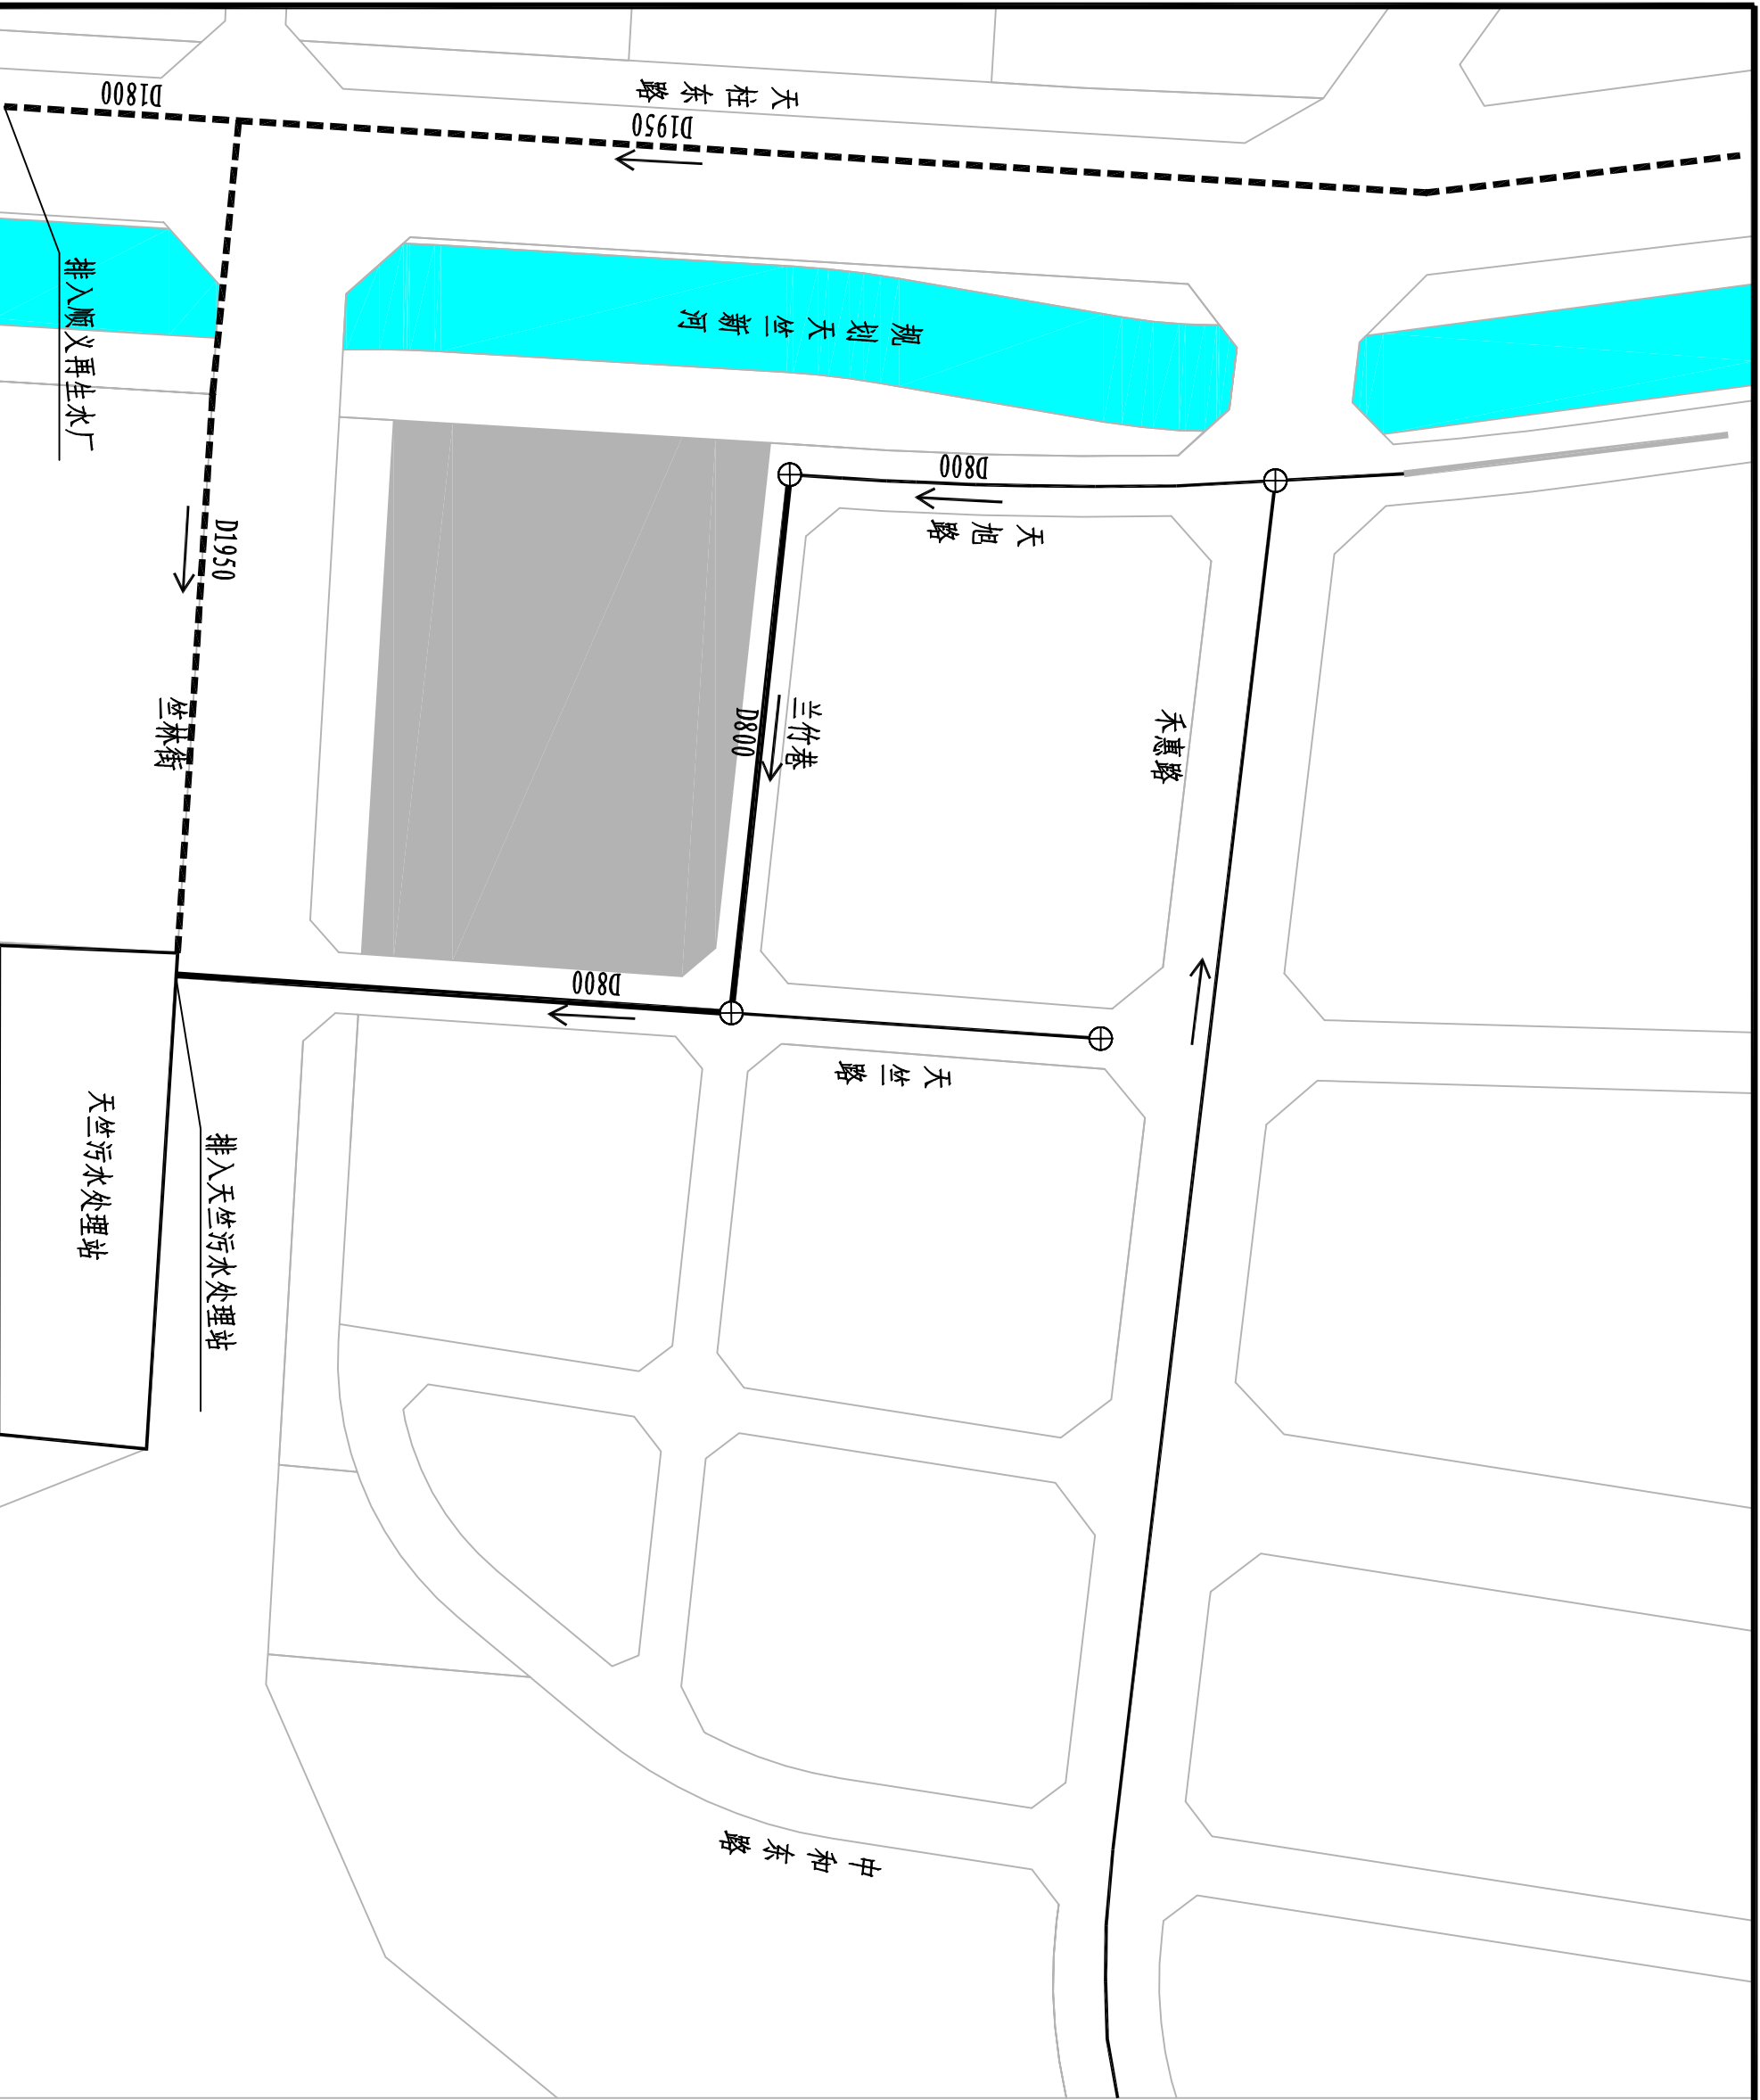 D1800
天柱东路
D1950
排入顺义再生水厂
规划天竺新河
D800
天旭路
D1950
竺林街
D800
兰竹巷
禾惠路
D800
天竺路
天竺污水处理站
排入天竺污水处理站
中和东路